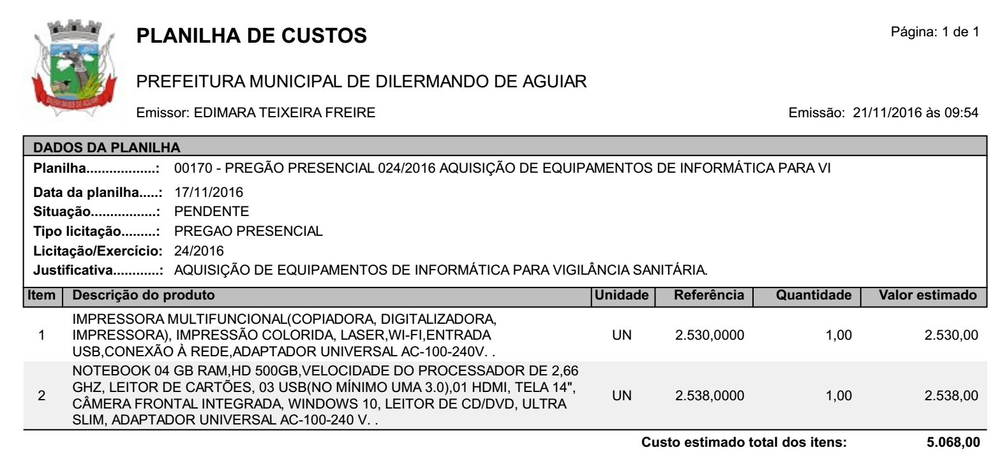 PLANILHA DE CUSTOS
Página: 1 de 1
PREFEITURA MUNICIPAL DE DILERMANDO DE AGUIAR
Emissor: EDIMARA TEIXEIRA FREIRE
Emissão: 21/11/2016 às 09:54
DILERMANDO DE AGUIAR
DADOS DA PLANILHA
Planilha..................: 00170 - PREGÃO PRESENCIAL 024/2016 AQUISIÇÃO DE EQUIPAMENTOS DE INFORMÁTICA PARA VI
Data da planilha.....: 17/11/2016
Situação.................: PENDENTE
Tipo licitação.........: PREGAO PRESENCIAL
Licitação/Exercício: 24/2016
Justificativa............: AQUISIÇÃO DE EQUIPAMENTOS DE INFORMÁTICA PARA VIGILÂNCIA SANITÁRIA.
Item Descrição do produto Unidade Referência Quantidade Valor estimado
IMPRESSORA MULTIFUNCIONAL(COPIADORA, DIGITALIZADORA,
1 IMPRESSORA), IMPRESSÃO COLORIDA, LASER,WI-FI,ENTRADA UN 2.530,0000 1,00 2.530,00
USB,CONEXÃO À REDE,ADAPTADOR UNIVERSAL AC-100-240V. .
NOTEBOOK 04 GB RAM,HD 500GB,VELOCIDADE DO PROCESSADOR DE 2,66
2 GHZ, LEITOR DE CARTÕES, 03 USB(NO MÍNIMO UMA 3.0),01 HDMI, TELA 14", UN 2.538,0000 1,00 2.538,00
CÂMERA FRONTAL INTEGRADA, WINDOWS 10, LEITOR DE CD/DVD, ULTRA
SLIM, ADAPTADOR UNIVERSAL AC-100-240 V. .
Custo estimado total dos itens: 5.068,00